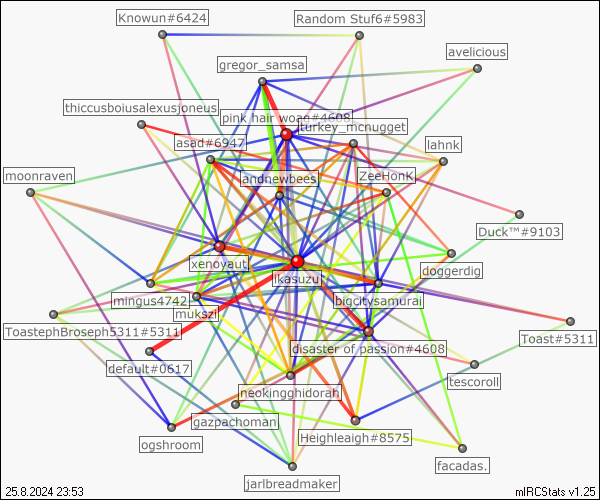 Knowun#6424
Random Stuf6#5983
avelicious
gregor_samsa
thiccusboiusalexusjoneus
pink hair woao#4608
turkey_mcnugget
asad#6947
lahnk
moonraven
andnewbees
ZeeHonk
Duck™#9103
xenoyaut
doggerdig
ikasuzu
mingus4742
bigcitysamurai
mukszi
ToastephBroseph5311#5311
Toast#5311
disaster of passion#4608
default#0617
tescoroll
neokingghidorah
gazpachoman
Heighleigh#8575
ogshroom
facadas.
jarlbreadmaker
25.8.2024 23:53
mIRCStats v1.25